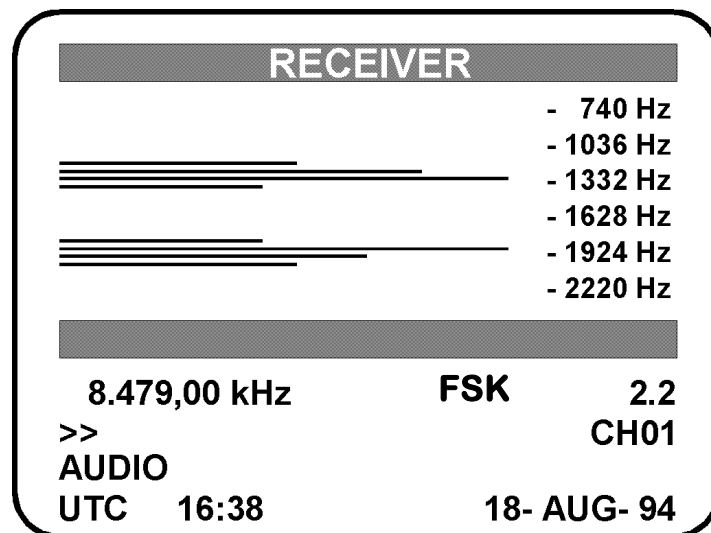 RECEIVER
- 740 Hz
- 1036 Hz
- 1332 Hz
- 1628 Hz
- 1924 Hz
- 2220 Hz
8.479,00 kHz FSK 2.2
>> CH01
AUDIO
UTC 16:38 18- AUG- 94